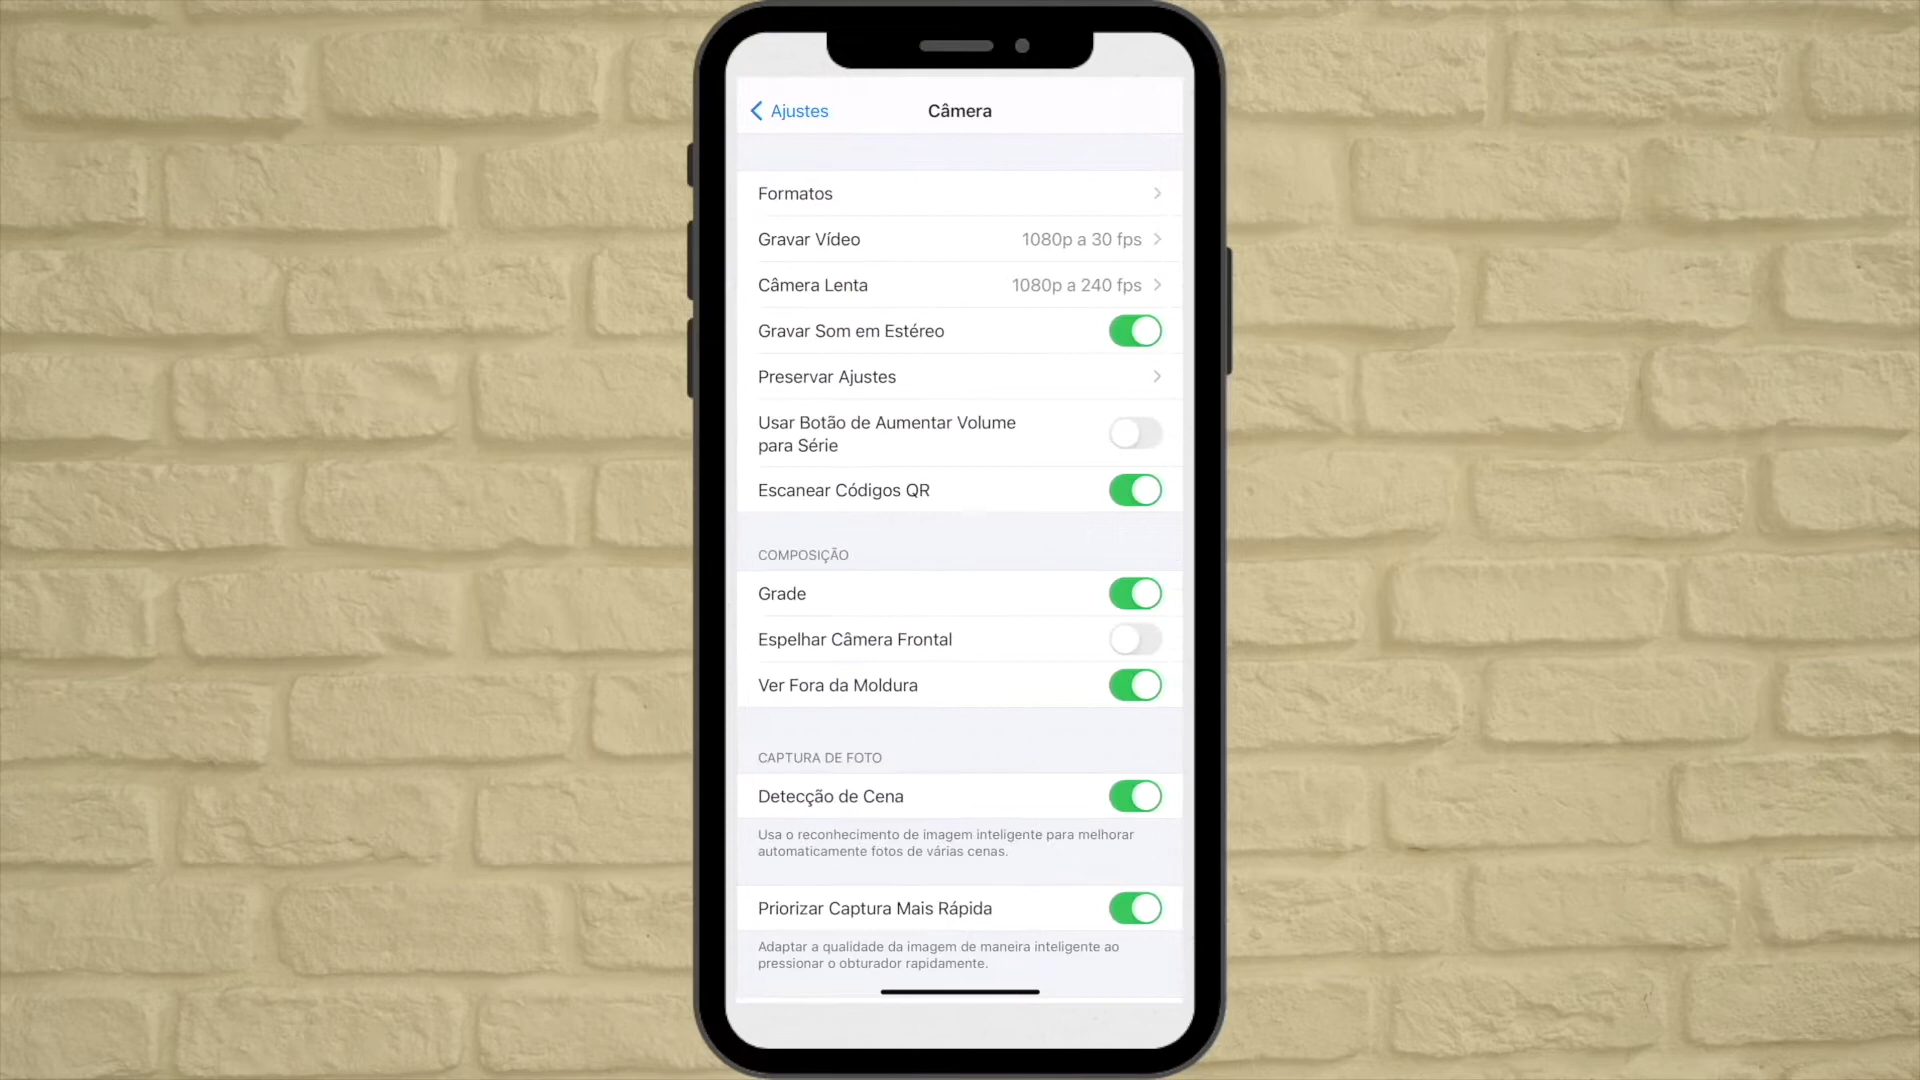 Ajustes
Câmera
Formatos
Gravar Vídeo 1080p a 30 fps
Câmera Lenta 1080p a 240 fps
Gravar Som em Estéreo
Preservar Ajustes
Usar Botão de Aumentar Volume
para Série
Escanear Códigos QR
COMPOSIÇÃO
Grade
Espelhar Câmera Frontal
Ver Fora da Moldura
CAPTURA DE FOTO
Detecção de Cena
Usa o reconhecimento de imagem inteligente para melhorar
automaticamente fotos de várias cenas.
Priorizar Captura Mais Rápida
Adaptar a qualidade da imagem de maneira inteligente ao
pressionar o obturador rapidamente.